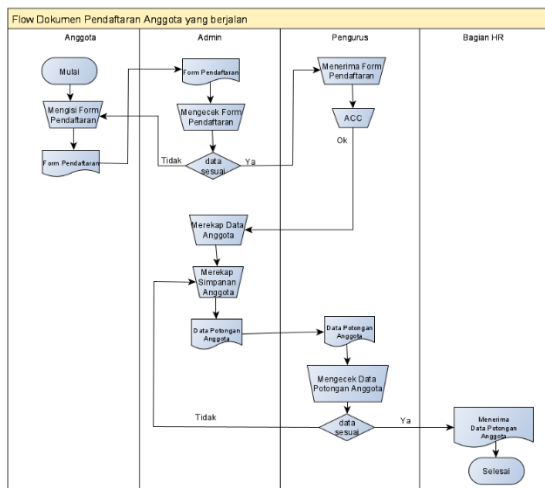 Flow Dokumen Pendaftaran Anggota yang berjalan
Anggota
Admin
Pengurus
Bagian HR
Mulai
Mengisi Form
Pendaftaran
Form Pendaftaran
Form Pendaftaran
Mengecek Form
Pendaftaran
data
sesuai
Tidak
Ya
Menerima Form
Pendaftaran
ACC
Ok
Merekap Data
Anggota
Merekap
Simpanan
Anggota
Data Potongan
Anggota
Data Potongan
Anggota
Mengecek Data
Potongan Anggota
data
sesuai
Tidak
Ya
Menerima
Data Potongan
Anggota
Selesai